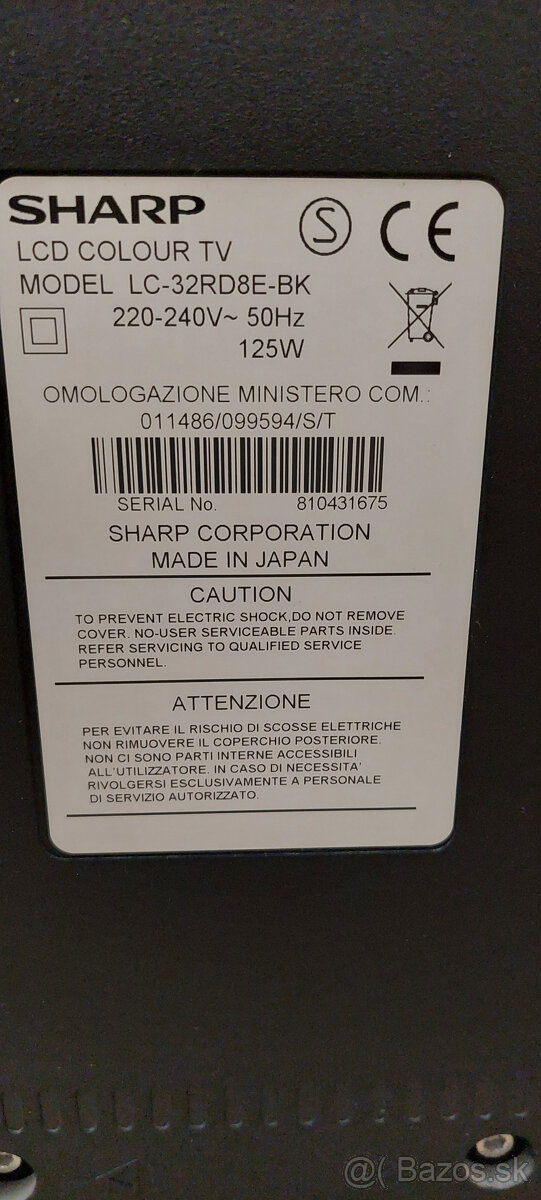 SHARP
S
CE
LCD COLOUR TV
MODEL LC-32RD8E-BK
220-240V~ 50Hz
125W
OMOLOGAZIONE MINISTERO COM.:
011486/099594/S/T
SERIAL No. 810431675
SHARP CORPORATION
MADE IN JAPAN
CAUTION
TO PREVENT ELECTRIC SHOCK,DO NOT REMOVE
COVER. NO-USER SERVICEABLE PARTS INSIDE.
REFER SERVICING TO QUALIFIED SERVICE
PERSONNEL.
ATTENZIONE
PER EVITARE IL RISCHIO DI SCOSSE ELETTRICHE
NON RIMUOVERE IL COPERCHIO POSTERIORE.
NON CI SONO PARTI INTERNE ACCESSIBILI
ALL'UTILIZZATORE. IN CASO DI NECESSITA'
RIVOLGERSI ESCLUSIVAMENTE A PERSONALE
DI SERVIZIO AUTORIZZATO.
@( Bazos.sk